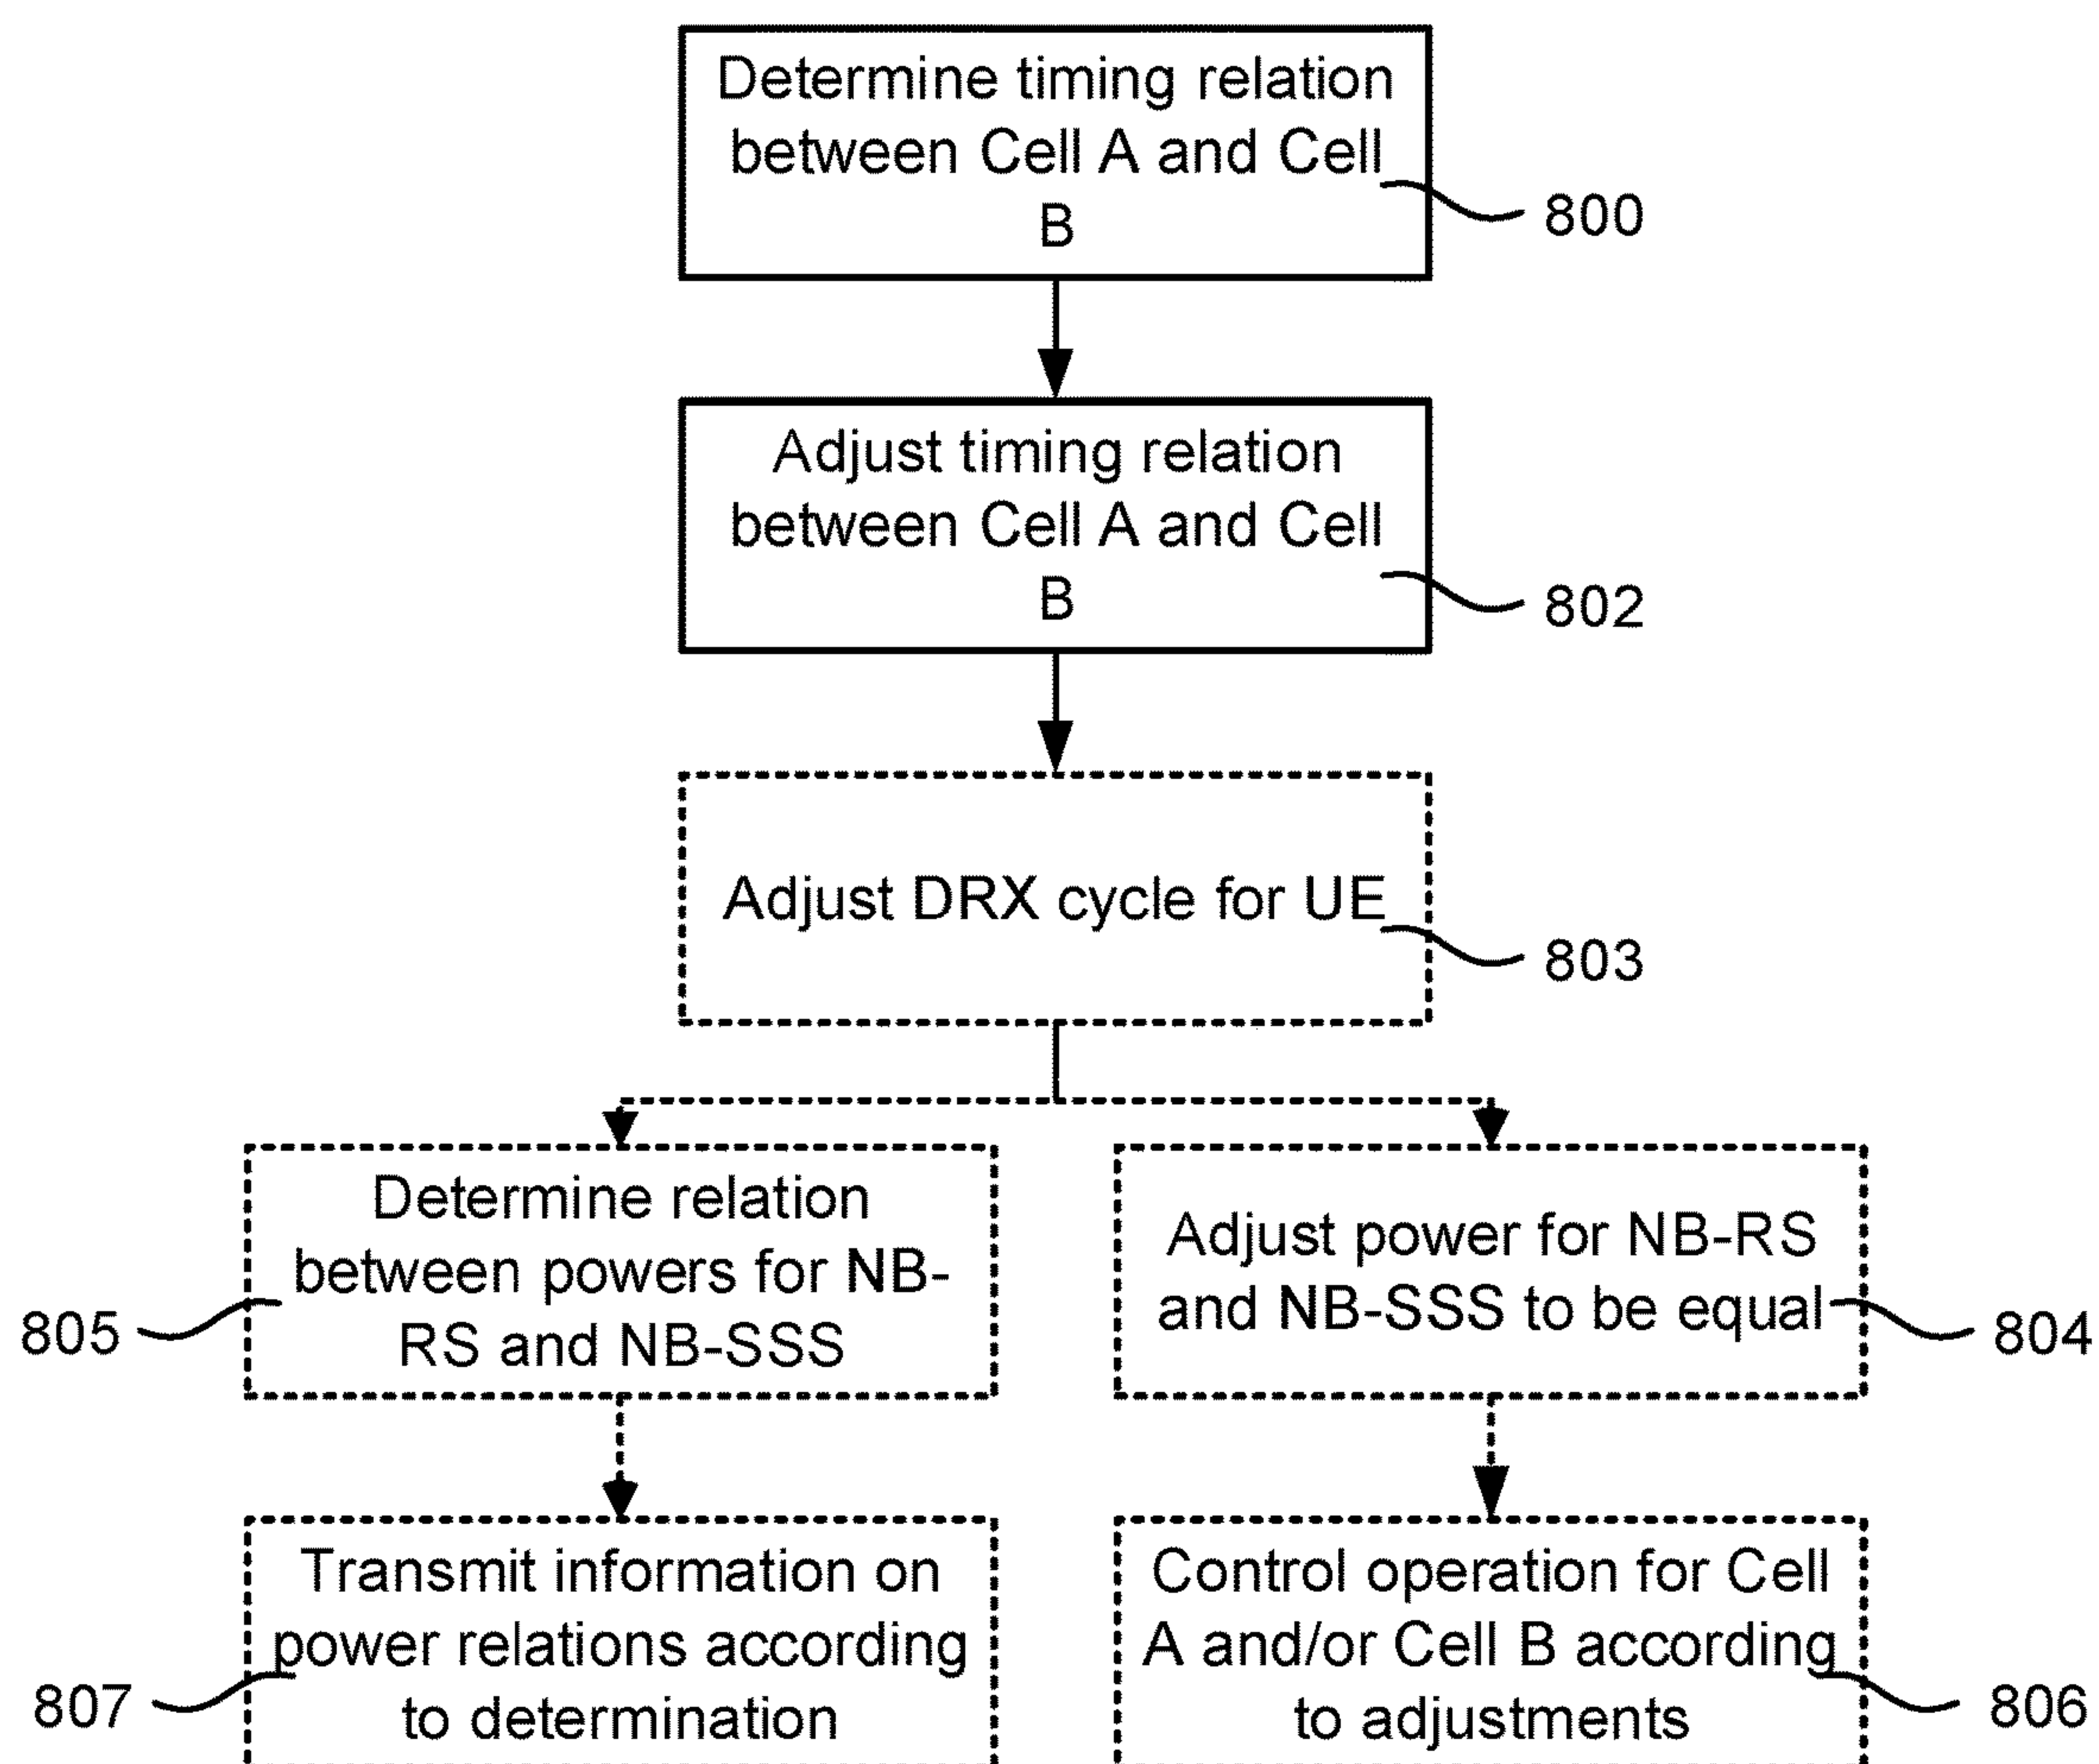 Determine timing relation
between Cell A and Cell
B
800
Adjust timing relation
between Cell A and Cell
B
802
Adjust DRX cycle for UE
803
Determine relation
between powers for NB-
RS and NB-SSS
805
Adjust power for NB-RS
and NB-SSS to be equal
804
Transmit information on
power relations according
to determination
807
Control operation for Cell
A and/or Cell B according
to adjustments
806